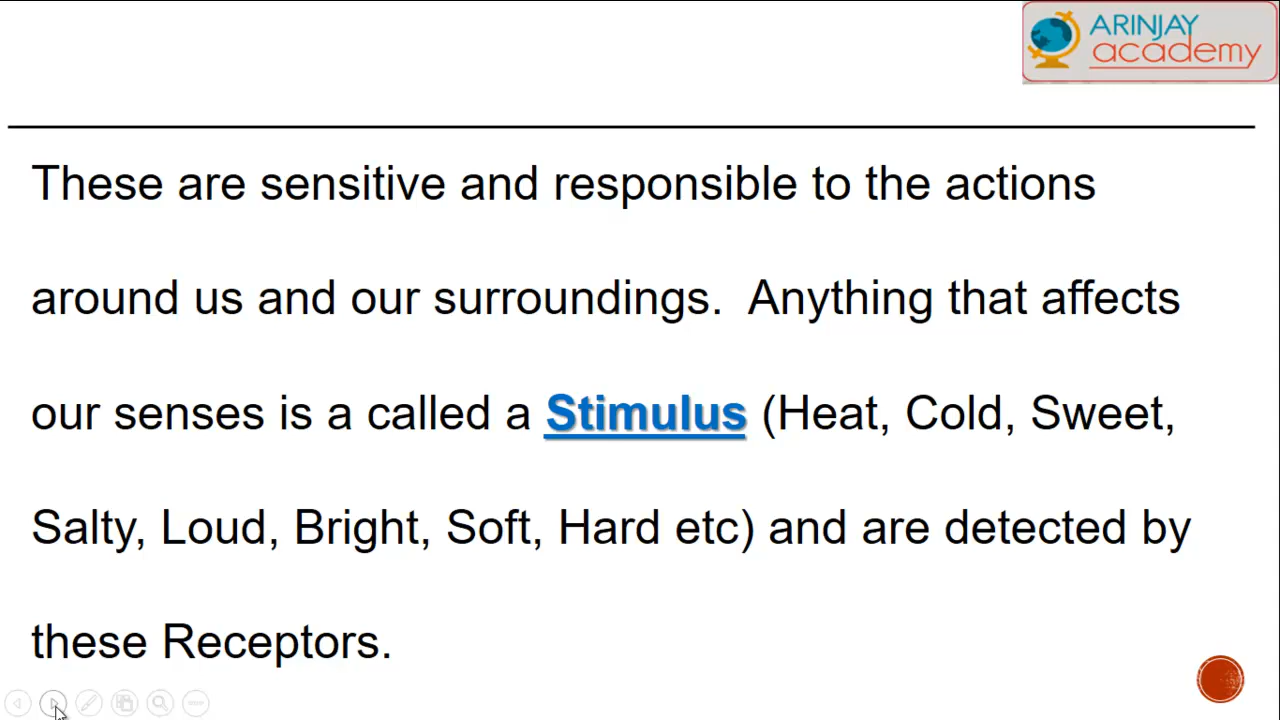 ARINJAY
academy
These are sensitive and responsible to the actions
around us and our surroundings.  Anything that affects
our senses is a called a Stimulus (Heat, Cold, Sweet,
Salty, Loud, Bright, Soft, Hard etc) and are detected by
these Receptors.